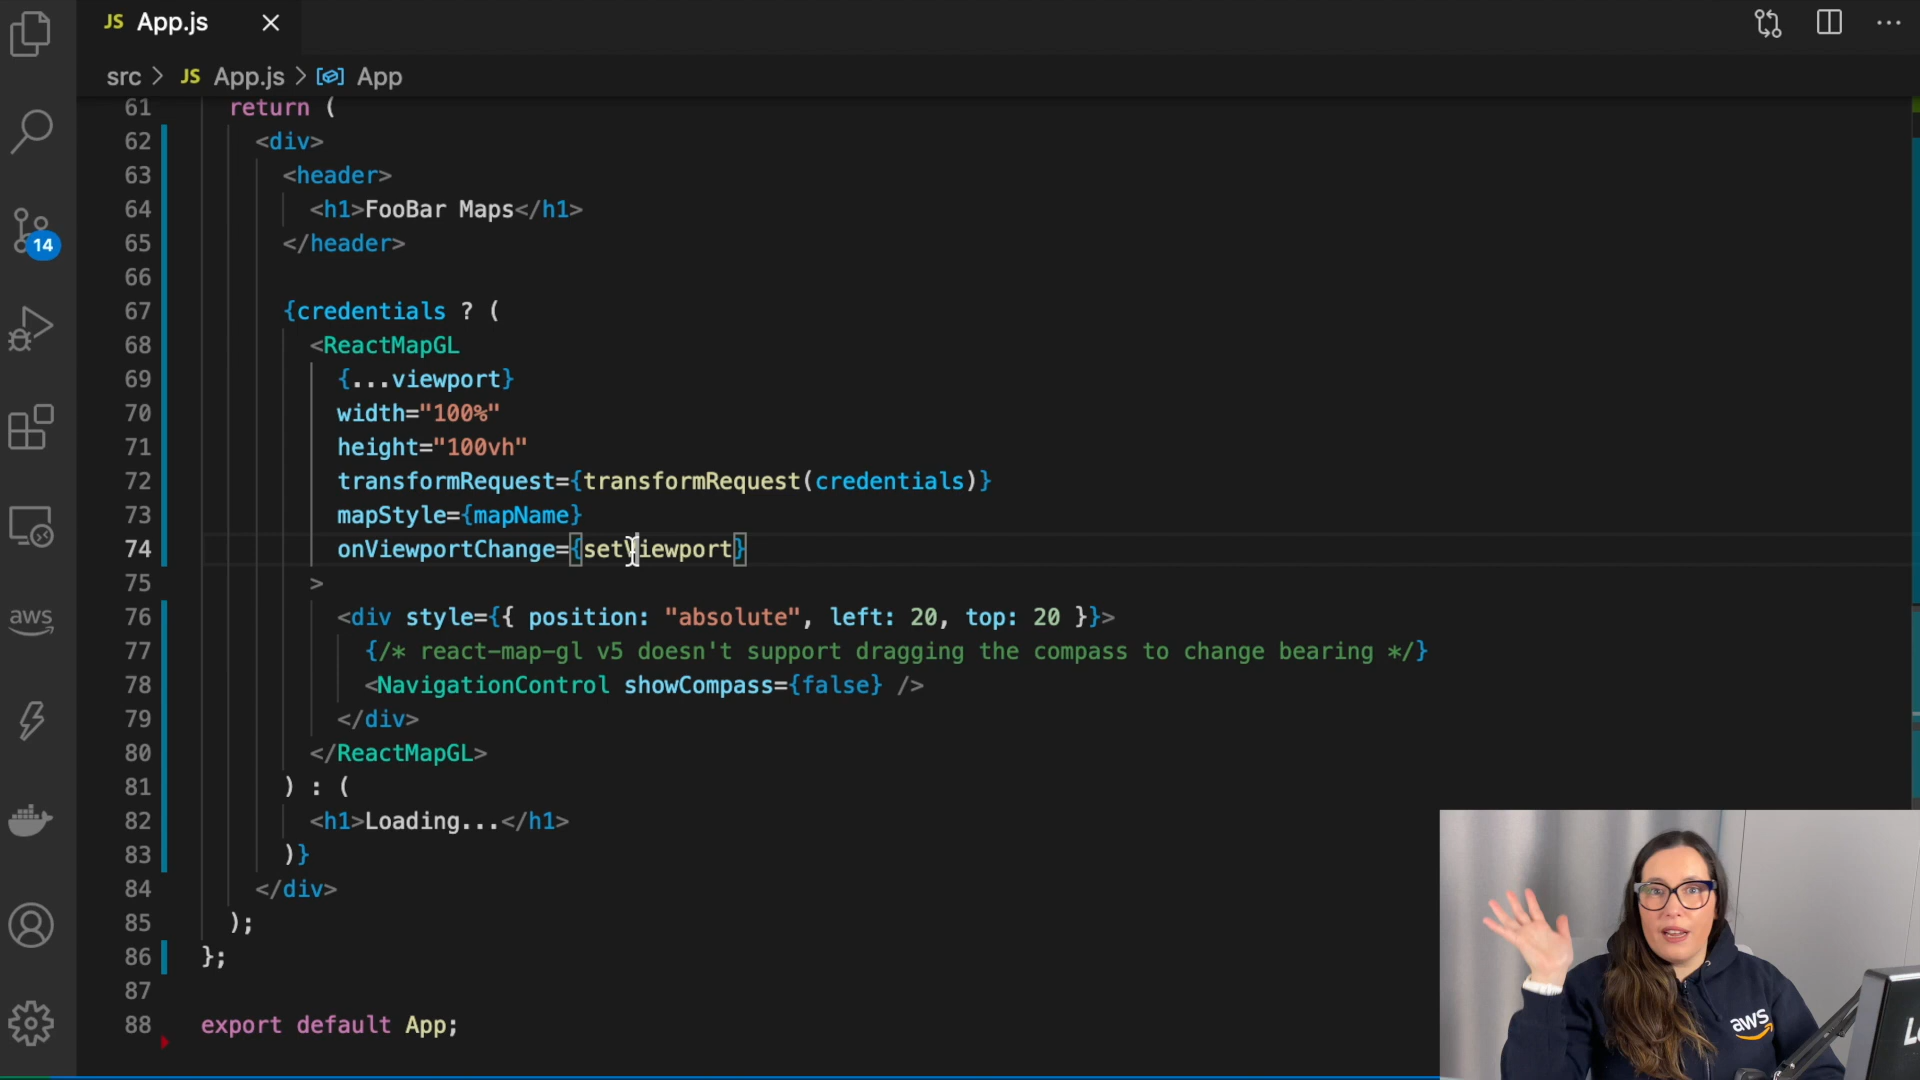 JS App.js
src > JS App.js > App
61 return (
62 <div>
63 <header>
64 <h1>FooBar Maps</h1>
65 </header>
66
67 {credentials ? (
68 <ReactMapGL
69 {...viewport}
70 width="100%"
71 height="100vh"
72 transformRequest={transformRequest(credentials)}
73 mapStyle={mapName}
74 onViewportChange={setViewport}
75 >
76 <div style={{ position: "absolute", left: 20, top: 20 }}>
77 {/* react-map-gl v5 doesn't support dragging the compass to change bearing */}
78 <NavigationControl showCompass={false} />
79 </div>
80 </ReactMapGL>
81 ) : (
82 <h1>Loading...</h1>
83 )}
84 </div>
85 );
86 };
87
88 export default App;
14
aws
aws